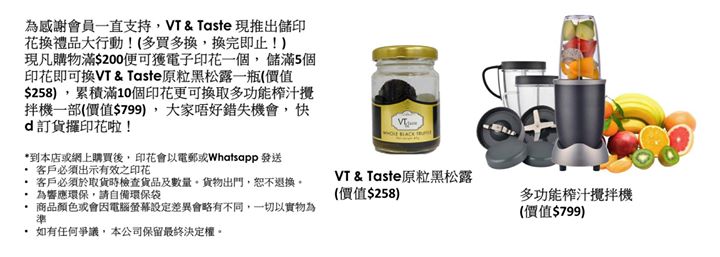 為感謝會員一直支持，VT & Taste 現推出儲印
花換禮品大行動！(多買多換，換完即止！)
現凡購物滿$200便可獲電子印花一個， 儲滿5個
印花即可換VT & Taste原粒黑松露一瓶(價值
$258) ，累積滿10個印花更可換取多功能榨汁攪
拌機一部(價值$799) ， 大家唔好錯失機會， 快
d 訂貨攞印花啦！
*到本店或網上購買後， 印花會以電郵或Whatsapp 發送
• 客戶必須出示有效之印花
• 客戶必須於取貨時檢查貨品及數量。貨物出門，恕不退換。
• 為響應環保，請自備環保袋
• 商品顏色或會因電腦螢幕設定差異會略有不同，一切以實物為
準
• 如有任何爭議， 本公司保留最終決定權。
VT
Taste
WHOLE BLACK TRUFFLE
VT & Taste原粒黑松露
(價值$258)
多功能榨汁攪拌機
(價值$799)